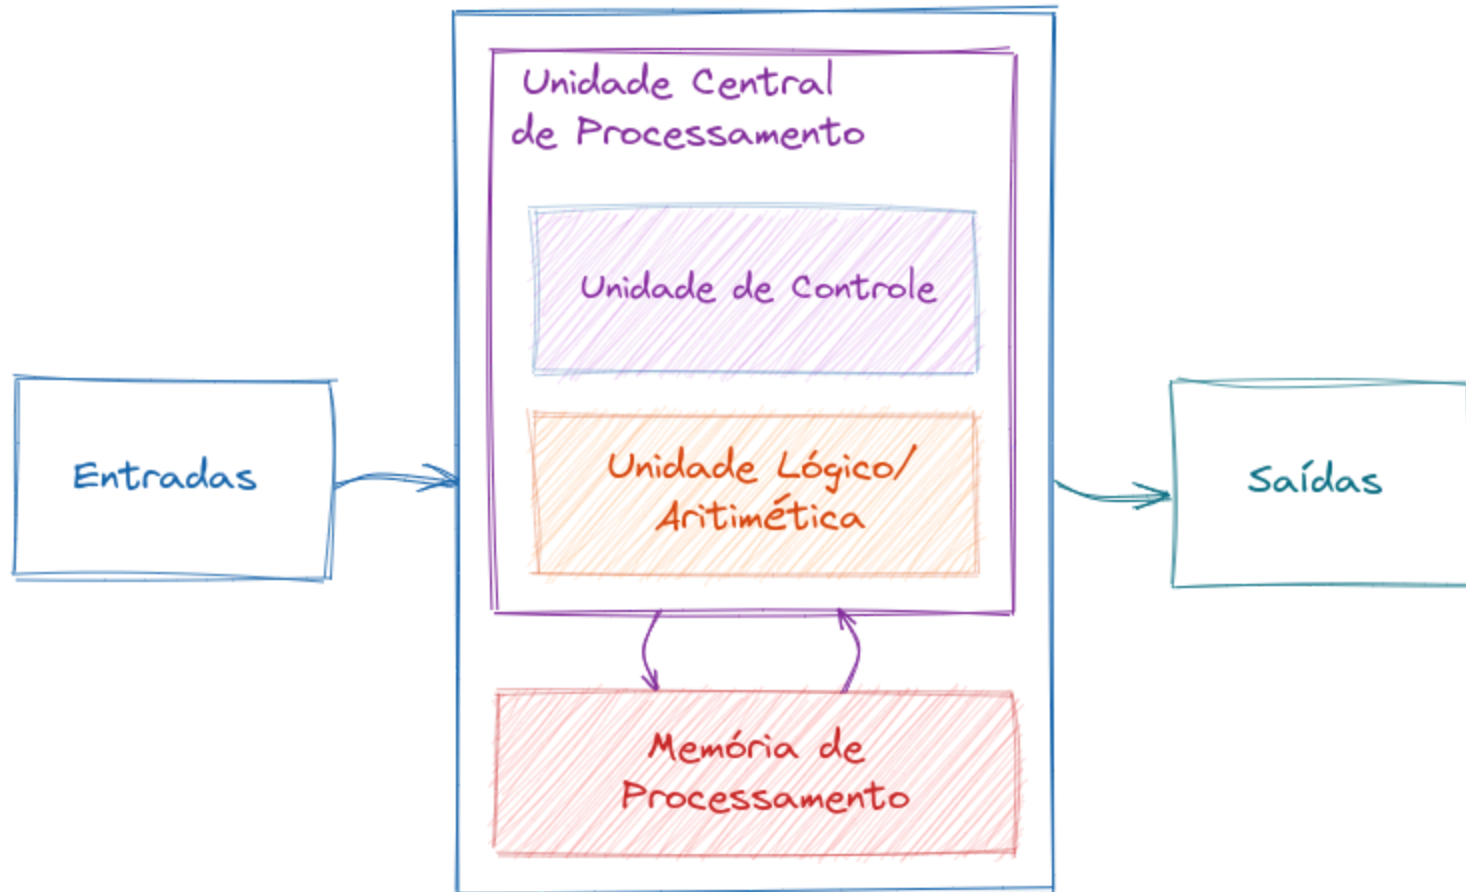 Unidade Central
de Processamento
Unidade de Controle
Unidade Lógico/
Aritimética
Entradas
Saídas
Memória de
Processamento